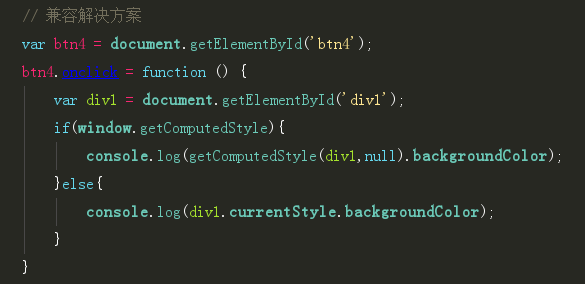 // 兼容解决方案
var btn4 = document.getElementById('btn4');
btn4.onclick = function () {
var div1 = document.getElementById('div1');
if(window.getComputedStyle){
console.log(getComputedStyle(div1,null).backgroundColor);
}else{
console.log(div1.currentStyle.backgroundColor);
}
}